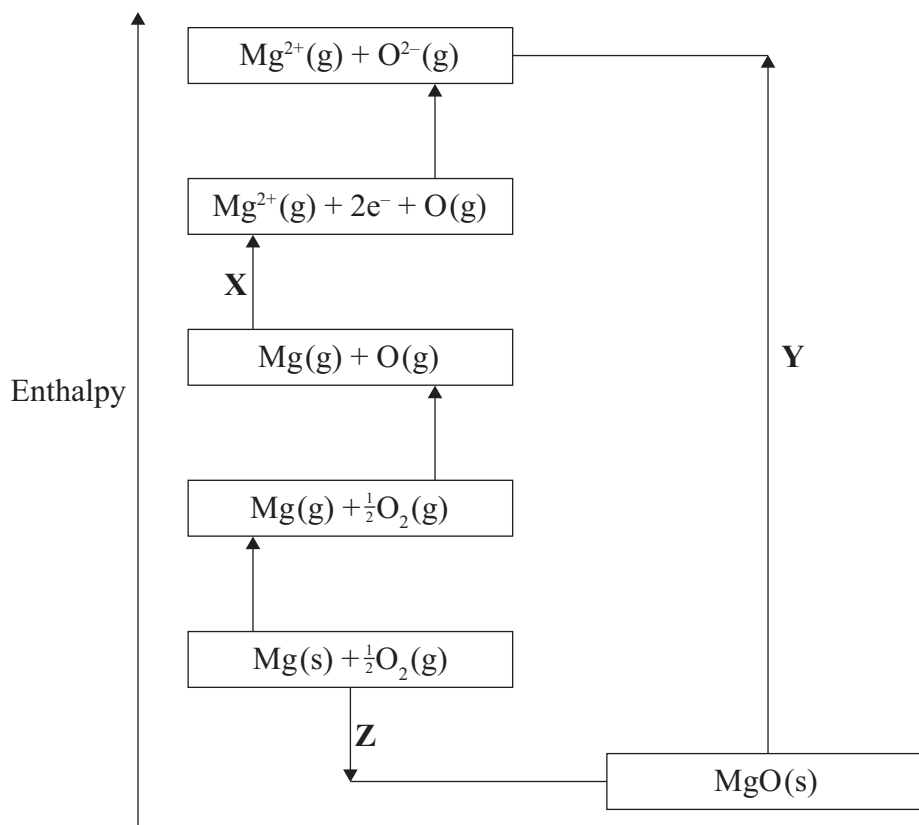 Mg²⁺(g) + O²⁻(g)
Mg²⁺(g) + 2e⁻ + O(g)
X
Mg(g) + O(g)
Y
Enthalpy
Mg(g) + ½O₂(g)
Mg(s) + ½O₂(g)
Z
MgO(s)